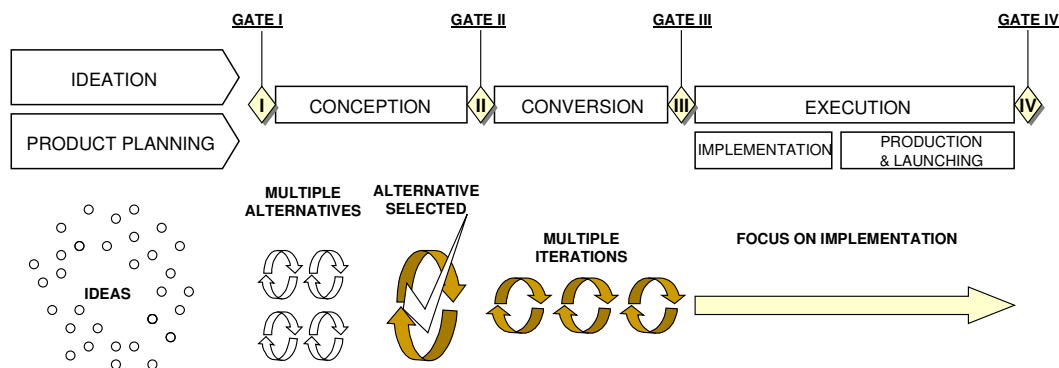 GATE I
GATE II
GATE III
GATE IV
IDEATION
PRODUCT PLANNING
I
CONCEPTION
II
CONVERSION
III
EXECUTION
IV
IMPLEMENTATION
PRODUCTION
& LAUNCHING
MULTIPLE
ALTERNATIVES
ALTERNATIVE
SELECTED
MULTIPLE
ITERATIONS
FOCUS ON IMPLEMENTATION
IDEAS